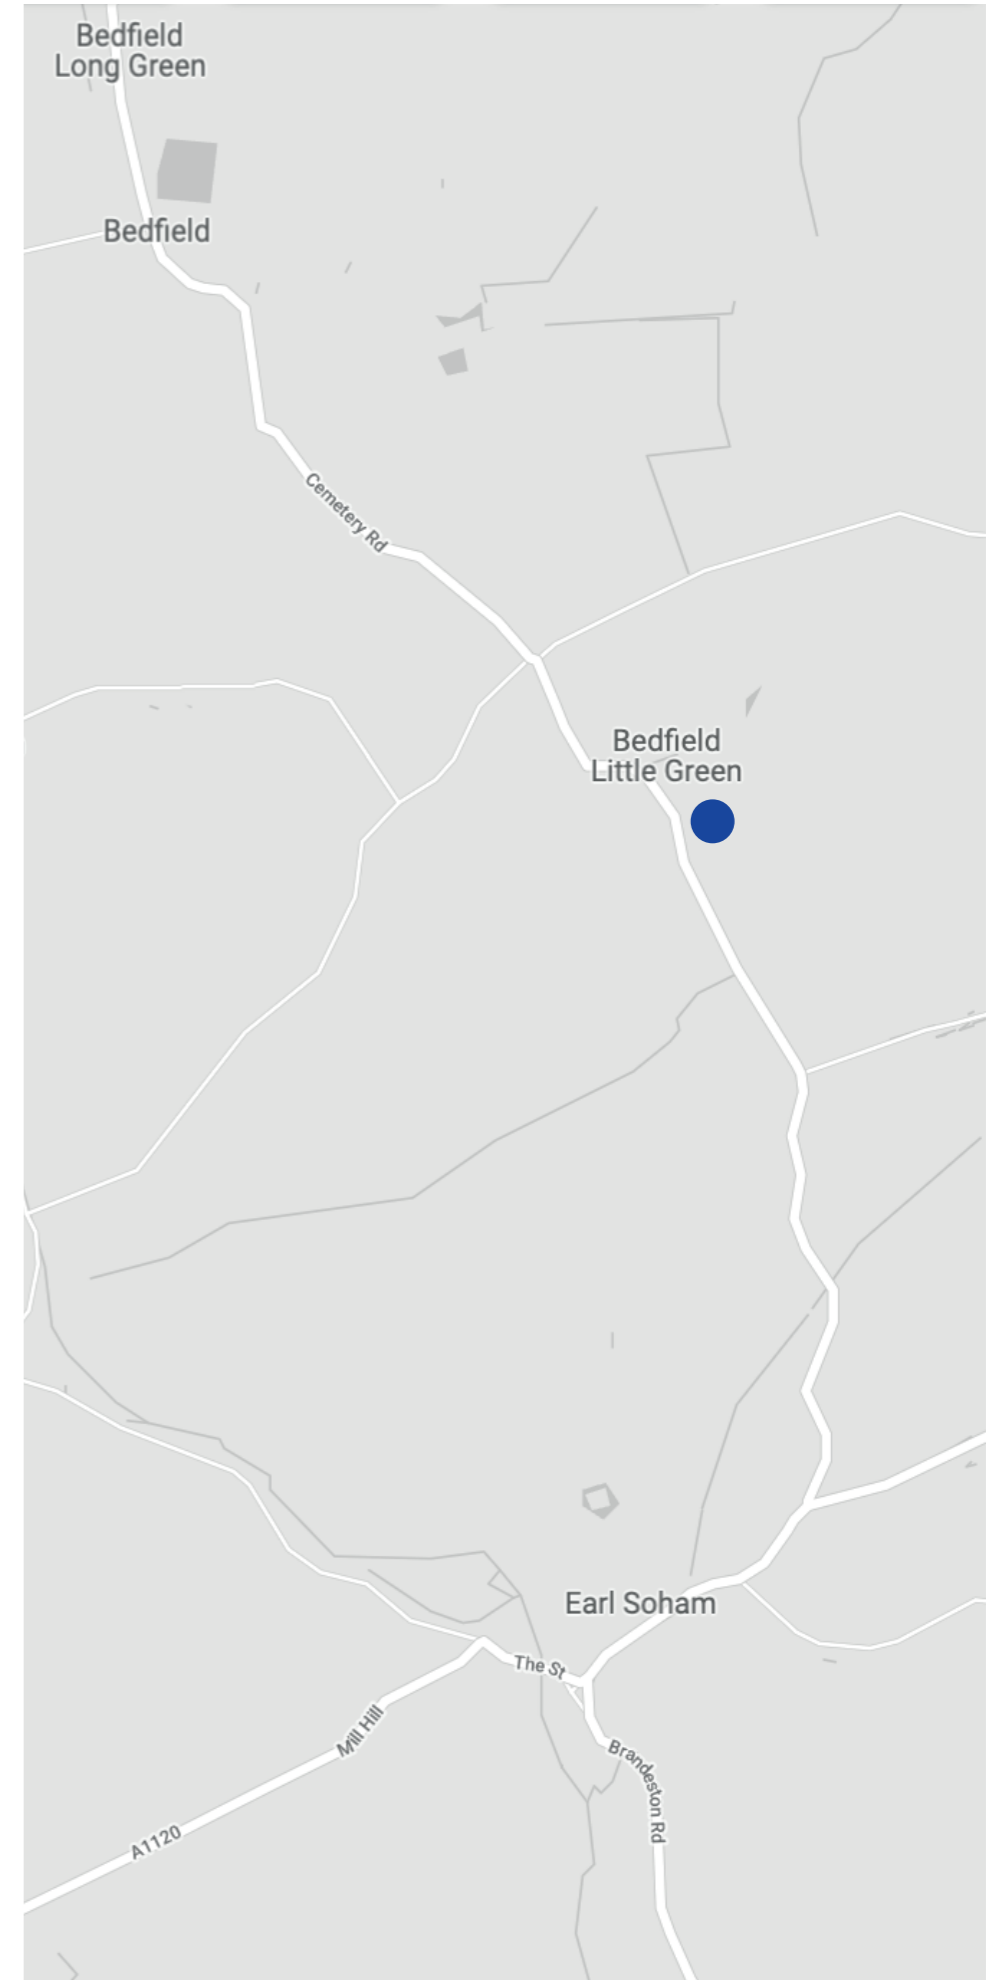 Bedfield
Long Green
Bedfield
Cemetery Rd
Bedfield
Little Green
Earl Soham
The St
Mill Hill
Brandeston Rd
A1120